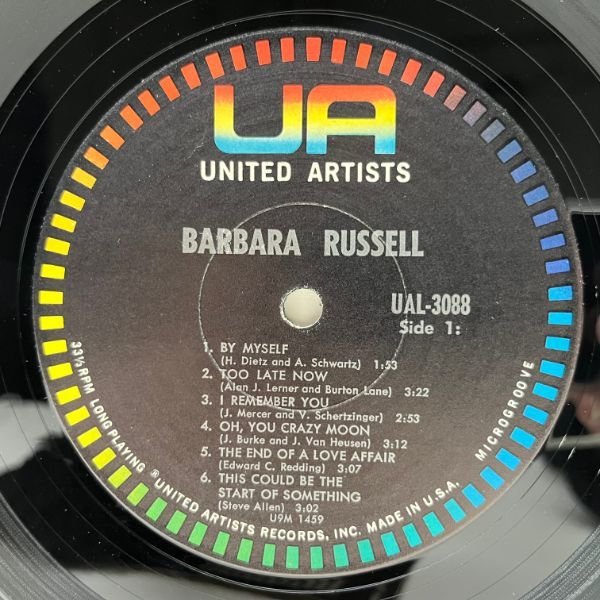 UA
UNITED ARTISTS
BARBARA RUSSELL
UAL-3088
Side 1:
1. BY MYSELF
(H. Dietz and A. Schwartz) 1:53
2. TOO LATE NOW
(Alan J. Lerner and Burton Lane) 3:22
3. I REMEMBER YOU
(J. Mercer and V. Schertzinger) 2:53
4. OH, YOU CRAZY MOON
(J. Burke and J. Van Heusen) 3:12
5. THE END OF A LOVE AFFAIR
(Edward C. Redding) 3:07
6. THIS COULD BE THE
START OF SOMETHING
(Steve Allen) 3:02
U9M 1459
33⅓ RPM LONG PLAYING ® UNITED ARTISTS RECORDS, INC. MADE IN U.S.A. MICROGROOVE